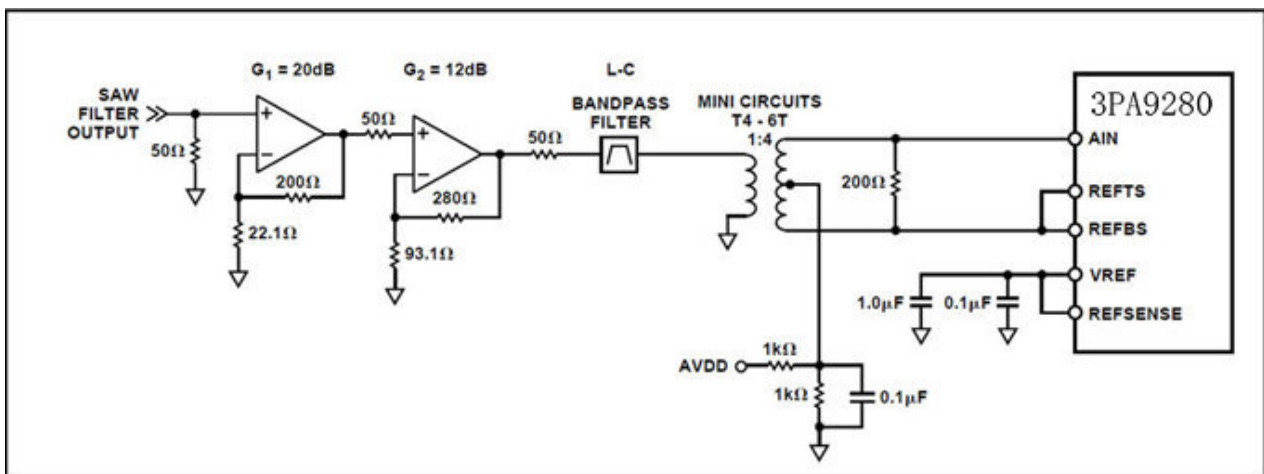 G1 = 20dB
G2 = 12dB
L-C
BANDPASS
FILTER
MINI CIRCUITS
T4 - 6T
1:4
3PA9280
SAW
FILTER
OUTPUT
50Ω
50Ω
50Ω
200Ω
280Ω
22.1Ω
93.1Ω
200Ω
AIN
REFTS
REFBS
VREF
REFSENSE
1.0µF
0.1µF
AVDD
1kΩ
1kΩ
0.1µF
+
−
+
−